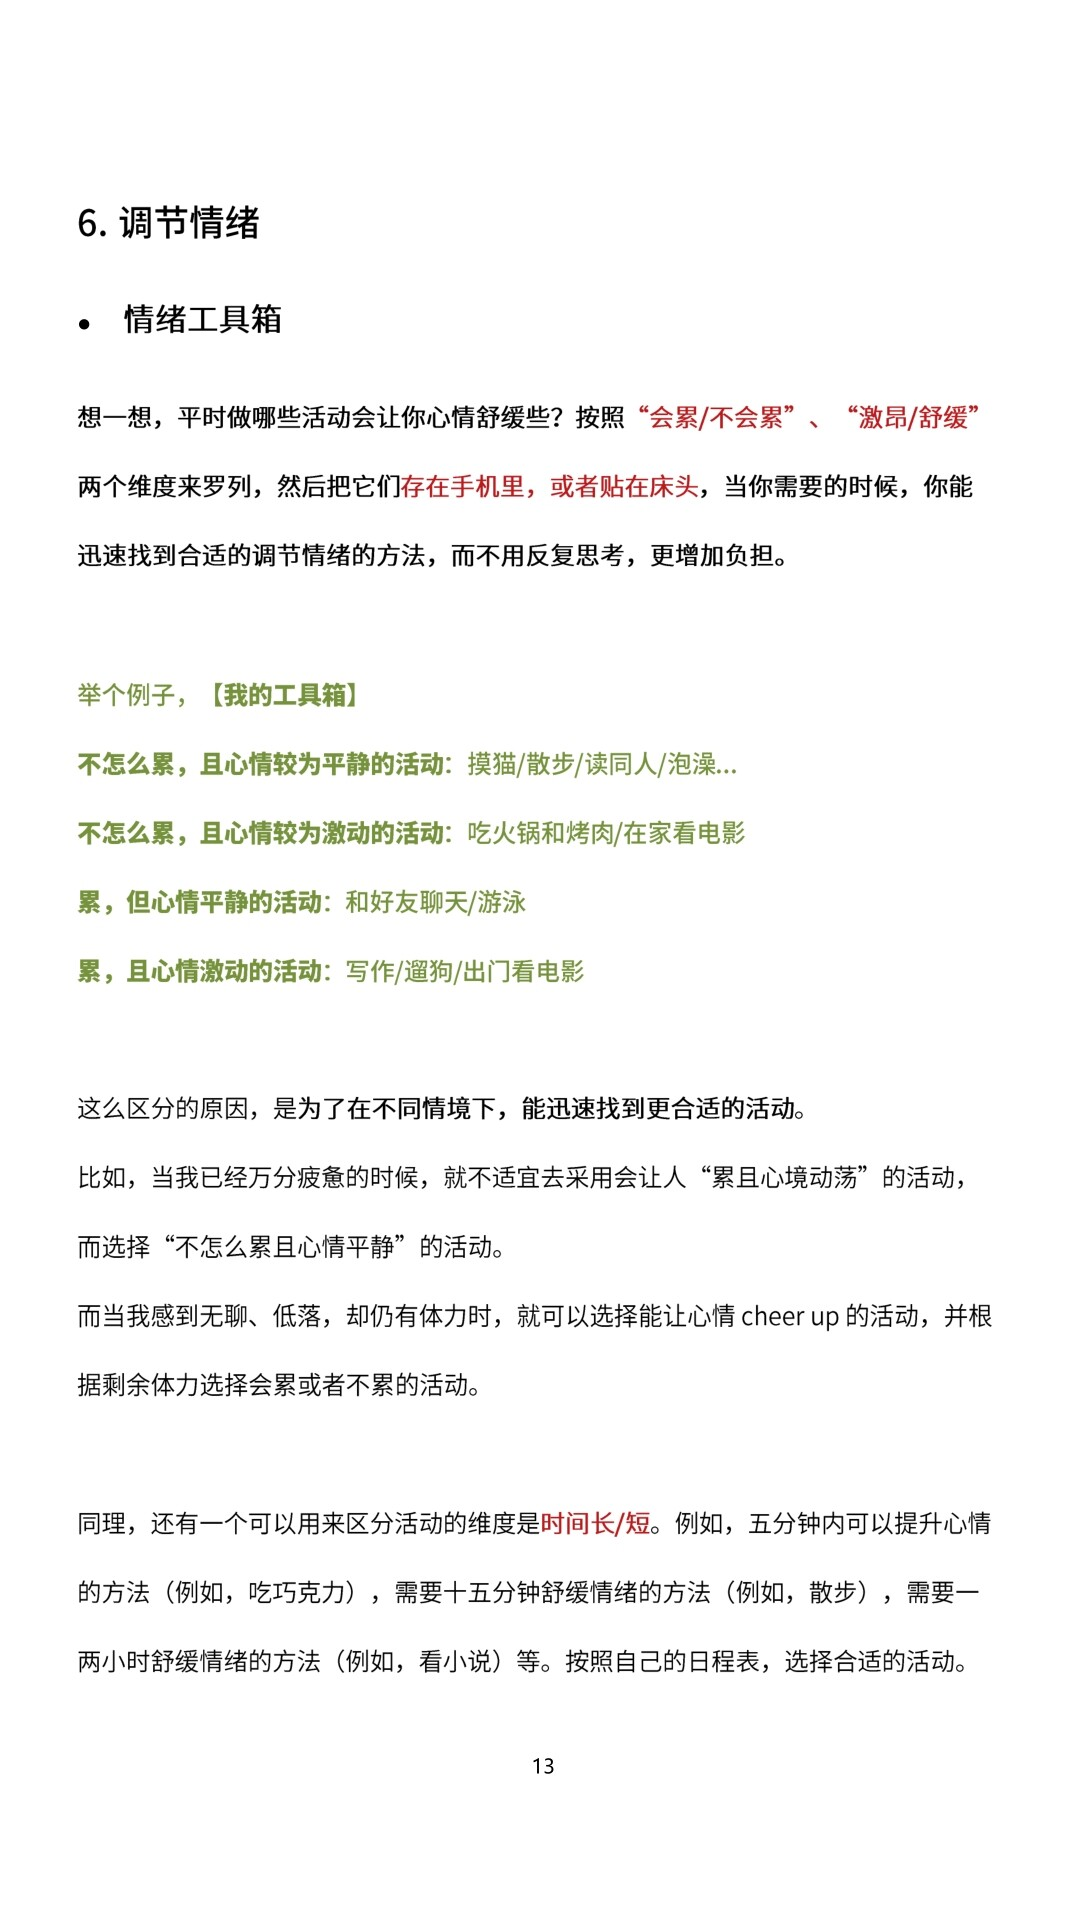 6. 调节情绪
● 情绪工具箱
想一想，平时做哪些活动会让你心情舒缓些？按照“会累/不会累”、“激昂/舒缓”
两个维度来罗列，然后把它们存在手机里，或者贴在床头，当你需要的时候，你能
迅速找到合适的调节情绪的方法，而不用反复思考，更增加负担。
举个例子，【我的工具箱】
不怎么累，且心情较为平静的活动：摸猫/散步/读同人/泡澡...
不怎么累，且心情较为激动的活动：吃火锅和烤肉/在家看电影
累，但心情平静的活动：和好友聊天/游泳
累，且心情激动的活动：写作/遛狗/出门看电影
这么区分的原因，是为了在不同情境下，能迅速找到更合适的活动。
比如，当我已经万分疲惫的时候，就不适宜去采用会让人“累且心境动荡”的活动，
而选择“不怎么累且心情平静”的活动。
而当我感到无聊、低落，却仍有体力时，就可以选择能让心情 cheer up 的活动，并根
据剩余体力选择会累或者不累的活动。
同理，还有一个可以用来区分活动的维度是时间长/短。例如，五分钟内可以提升心情
的方法（例如，吃巧克力），需要十五分钟舒缓情绪的方法（例如，散步），需要一
两小时舒缓情绪的方法（例如，看小说）等。按照自己的日程表，选择合适的活动。
13